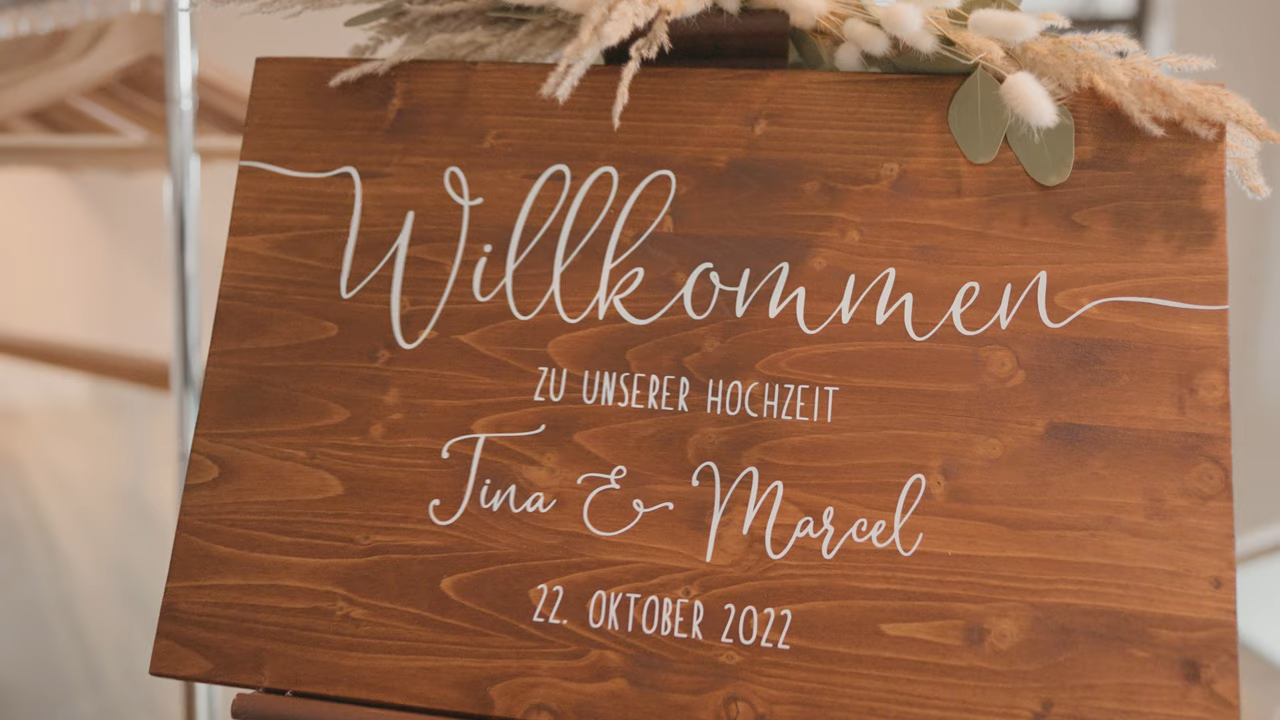 Willkommen
ZU UNSERER HOCHZEIT
Tina & Marcel
22. OKTOBER 2022